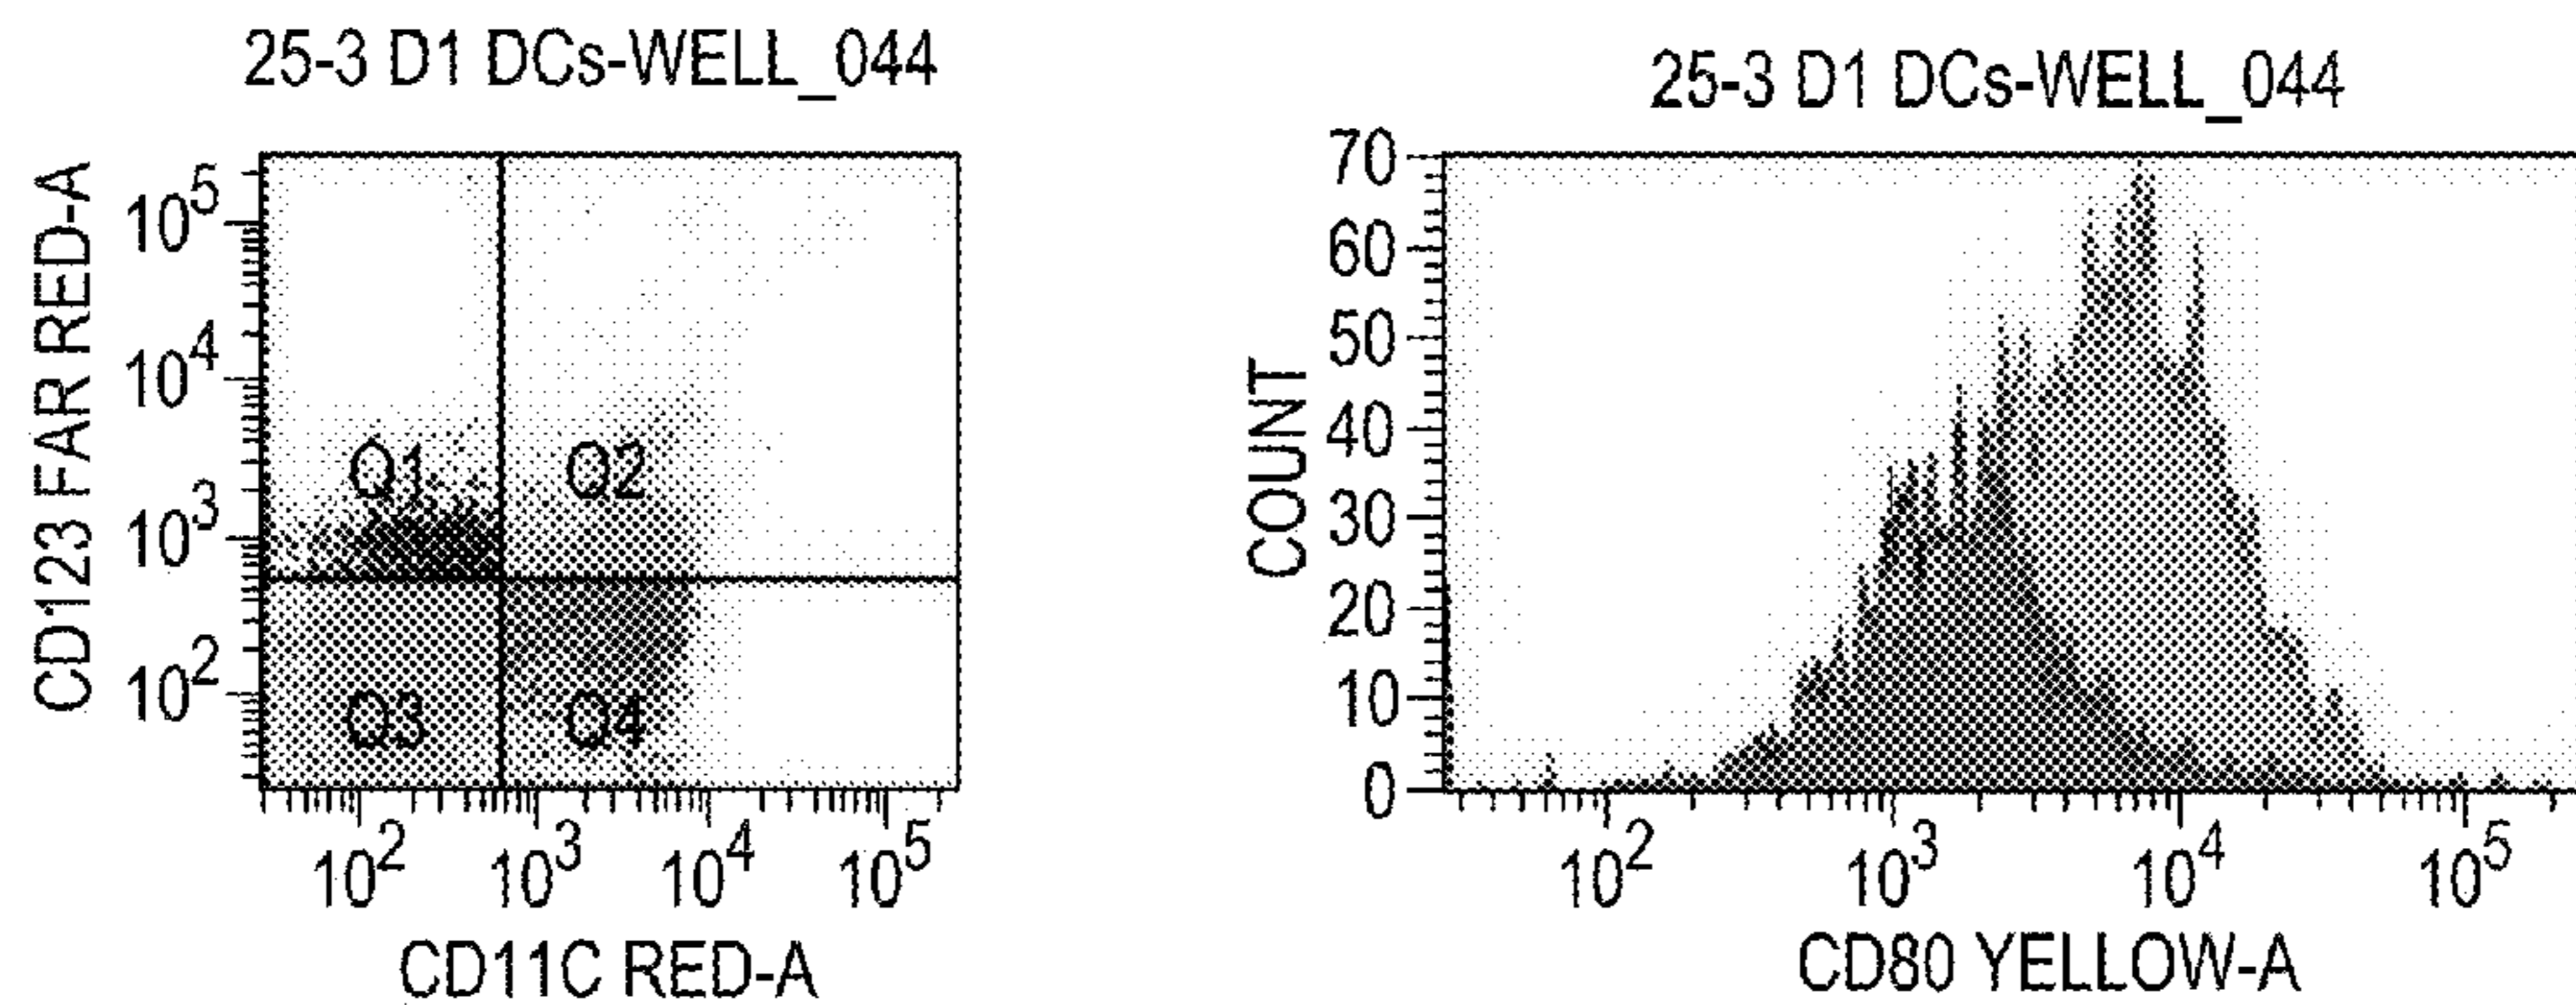 25-3 D1 DCs-WELL_044
CD123 FAR RED-A
10^5
10^4
10^3
10^2
Q1
Q2
Q3
Q4
10^2 10^3 10^4 10^5
CD11C RED-A
25-3 D1 DCs-WELL_044
COUNT
70
60
50
40
30
20
10
0
10^2 10^3 10^4 10^5
CD80 YELLOW-A